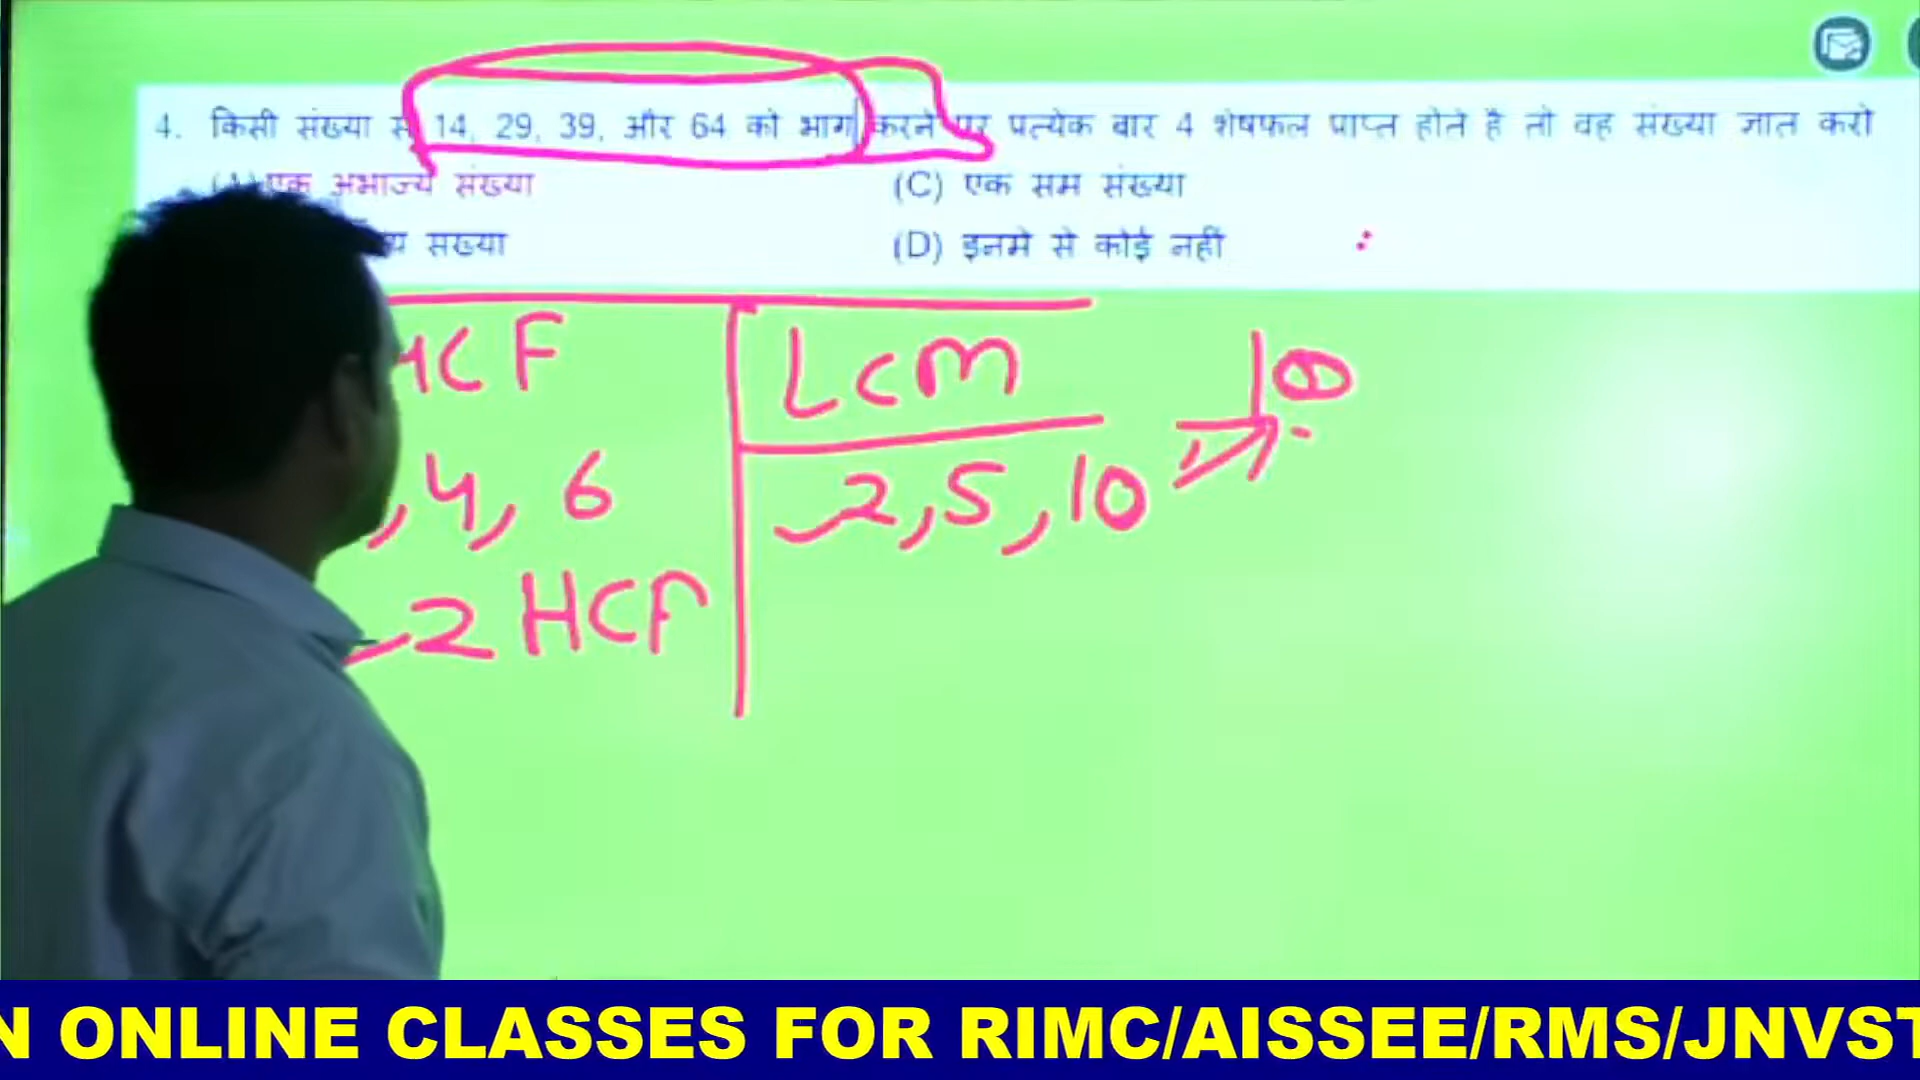 4. किसी संख्या से 14, 29, 39, और 64 को भाग करने पर प्रत्येक बार 4 शेषफल प्राप्त होते है तो वह संख्या ज्ञात करो
एक अभाज्य संख्या (C) एक सम संख्या
संख्या (D) इनमे से कोई नहीं
HCF LCM 10
, 4, 6 2, 5, 10
2 HCF
N ONLINE CLASSES FOR RIMC/AISSEE/RMS/JNVST